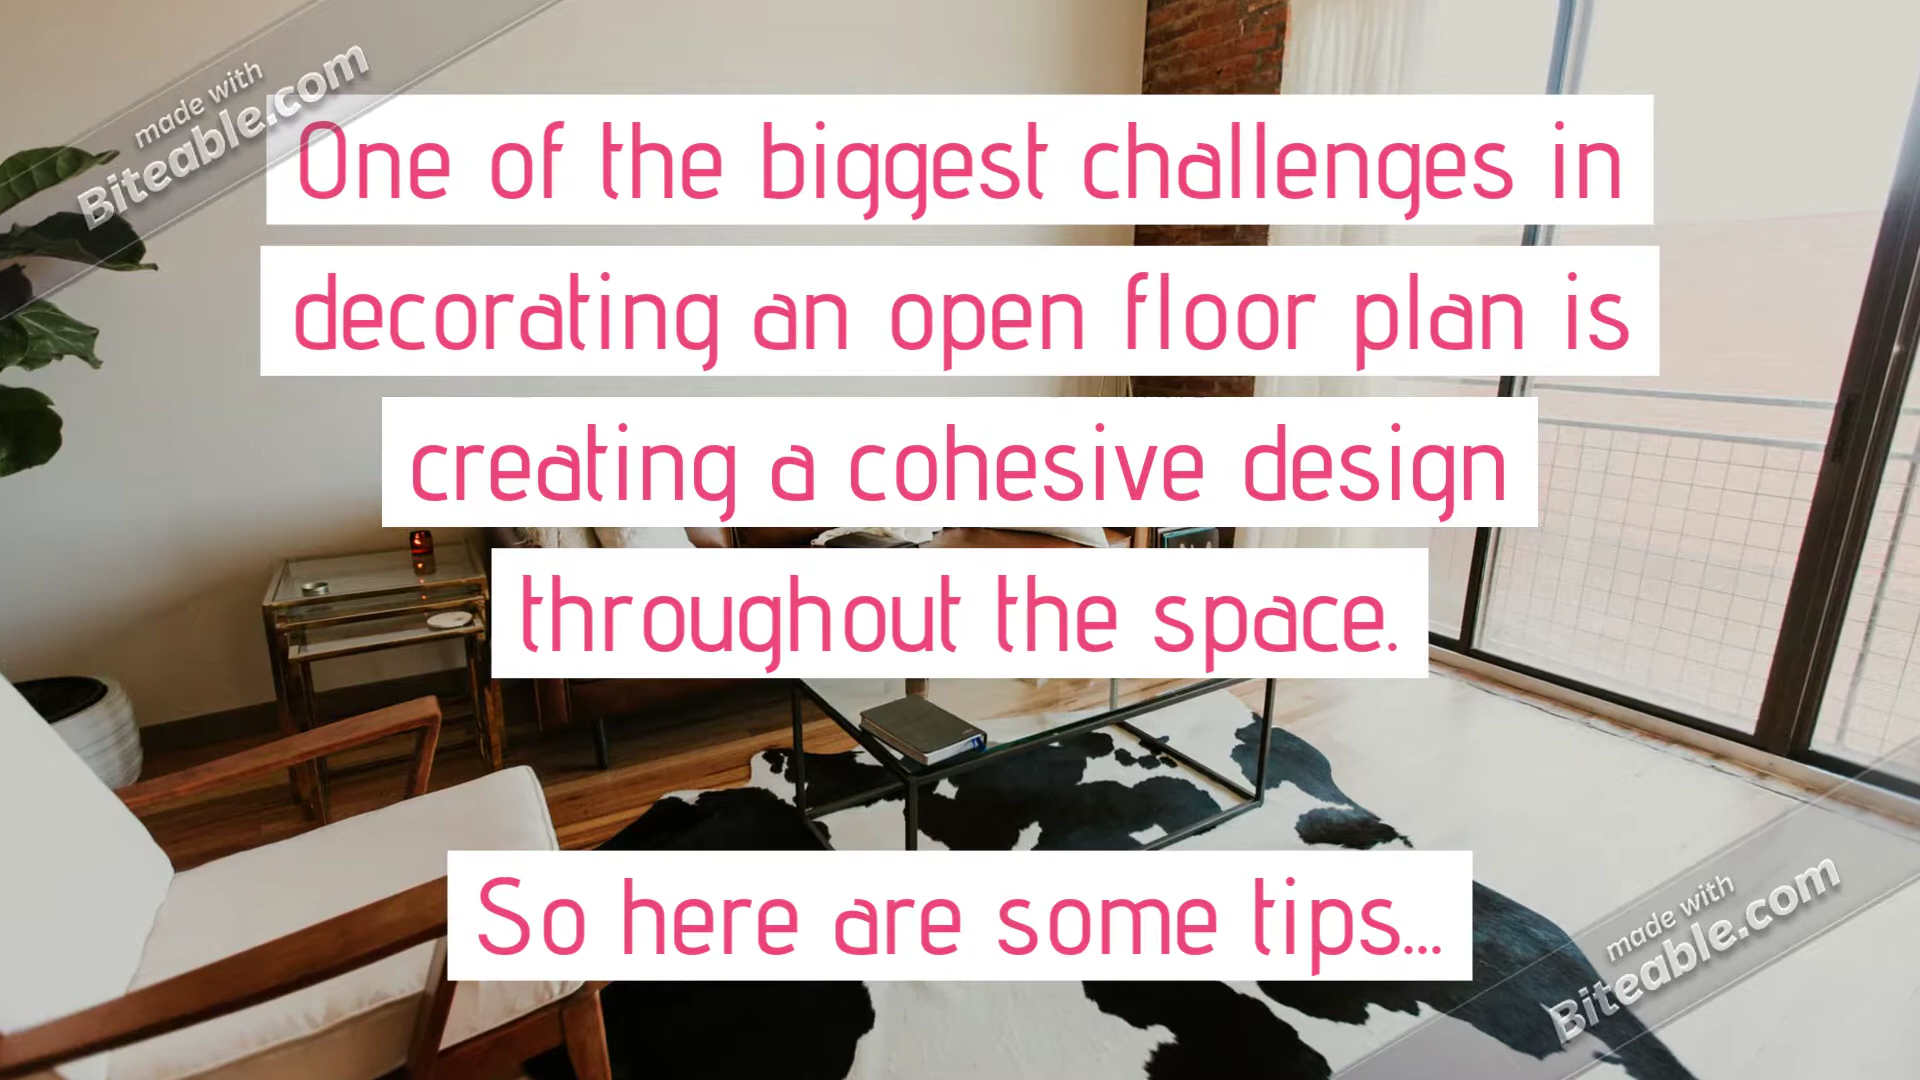 made with
Biteable.com
One of the biggest challenges in
decorating an open floor plan is
creating a cohesive design
throughout the space.
So here are some tips...
made with
Biteable.com